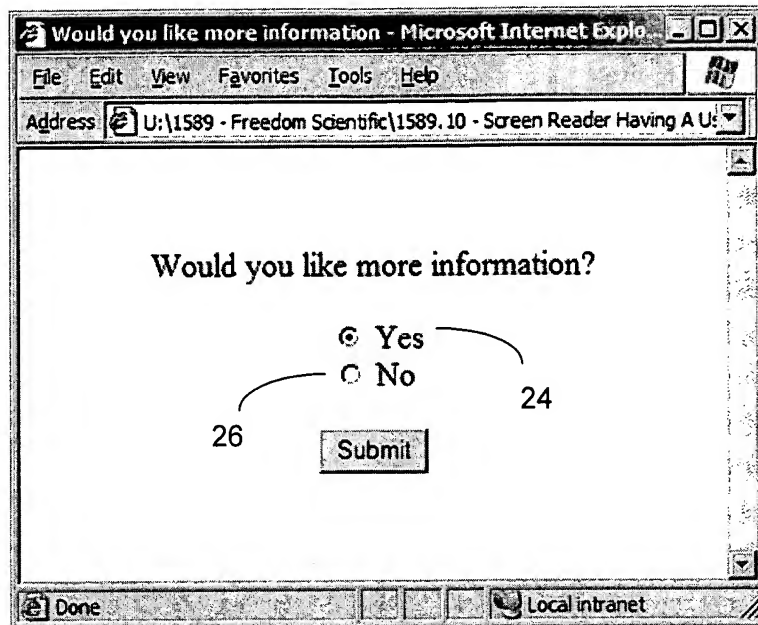 Would you like more information - Microsoft Internet Explo...
File Edit View Favorites Tools Help
Address U:\1589 - Freedom Scientific\1589.10 - Screen Reader Having A Us
Would you like more information?
Yes
No
24
26
Submit
Done Local intranet